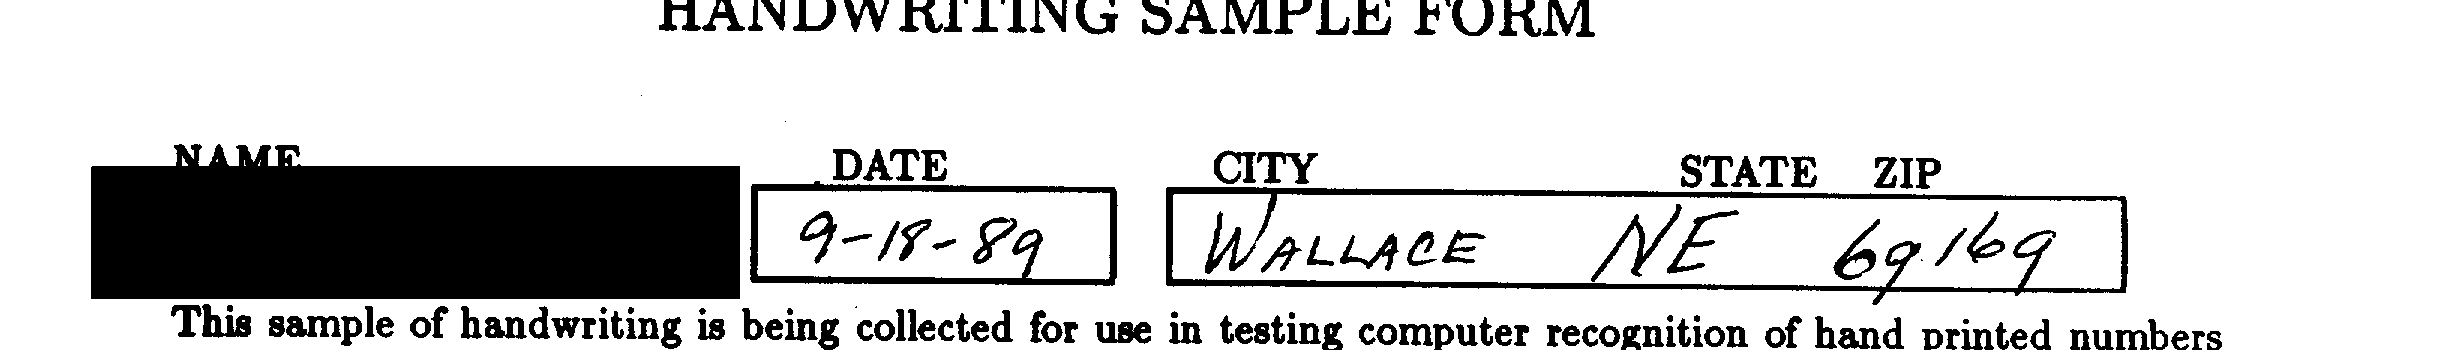 HANDWRITING SAMPLE FORM
NAME DATE CITY STATE ZIP
9-18-89 WALLACE NE 69169
This sample of handwriting is being collected for use in testing computer recognition of hand printed numbers